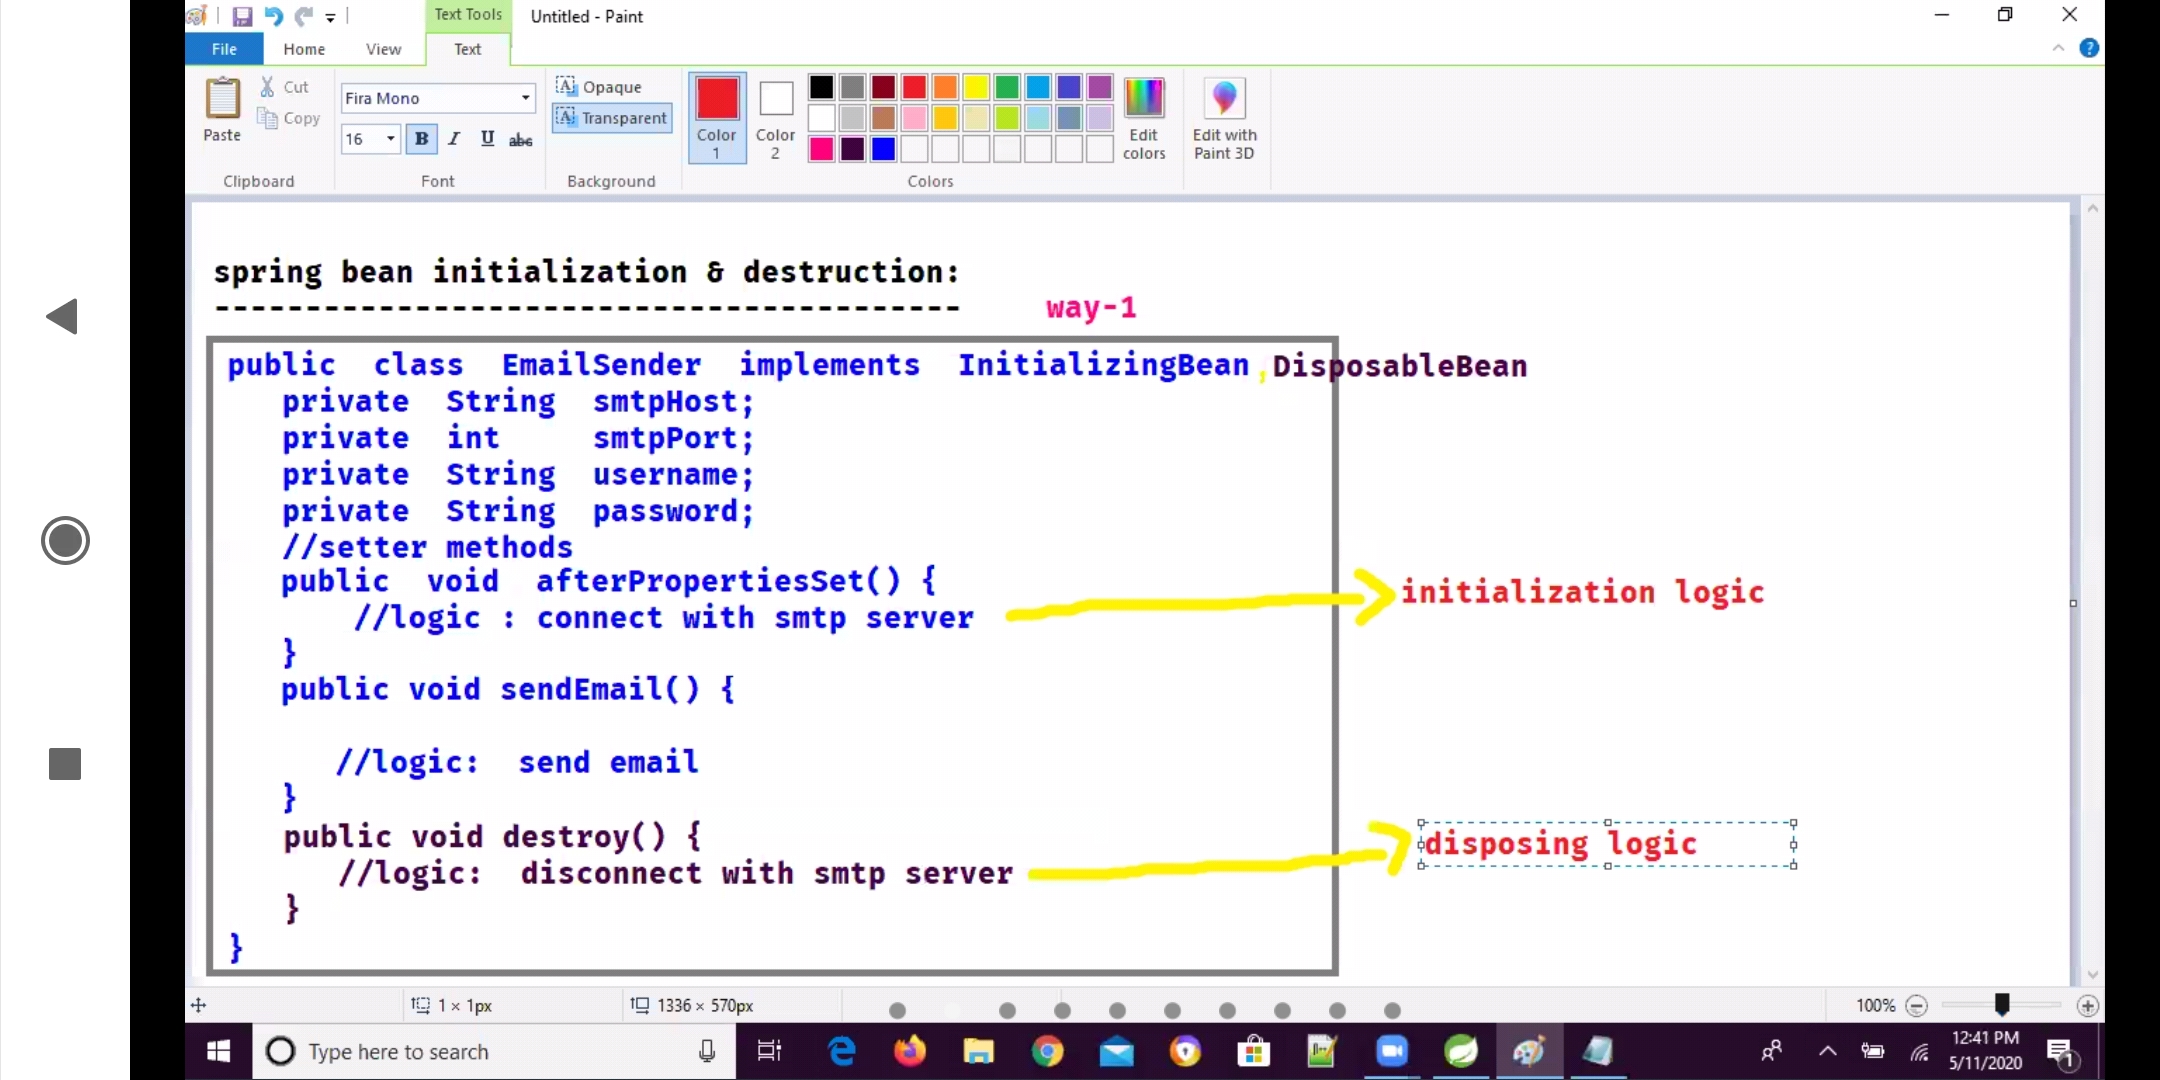 Text Tools
Untitled - Paint
File Home View Text
Paste
Cut
Copy
Clipboard
Fira Mono
16 B I U abc
Font
Opaque
Transparent
Background
Color 1
Color 2
Edit colors
Colors
Edit with Paint 3D
spring bean initialization & destruction:
-----------------------------------------
way-1
public class EmailSender implements InitializingBean,DisposableBean
private String smtpHost;
private int smtpPort;
private String username;
private String password;
//setter methods
public void afterPropertiesSet() {
//logic : connect with smtp server
initialization logic
}
public void sendEmail() {
//logic: send email
}
public void destroy() {
//logic: disconnect with smtp server
disposing logic
}
}
1 × 1px
1336 × 570px
100%
Type here to search
12:41 PM
5/11/2020
1